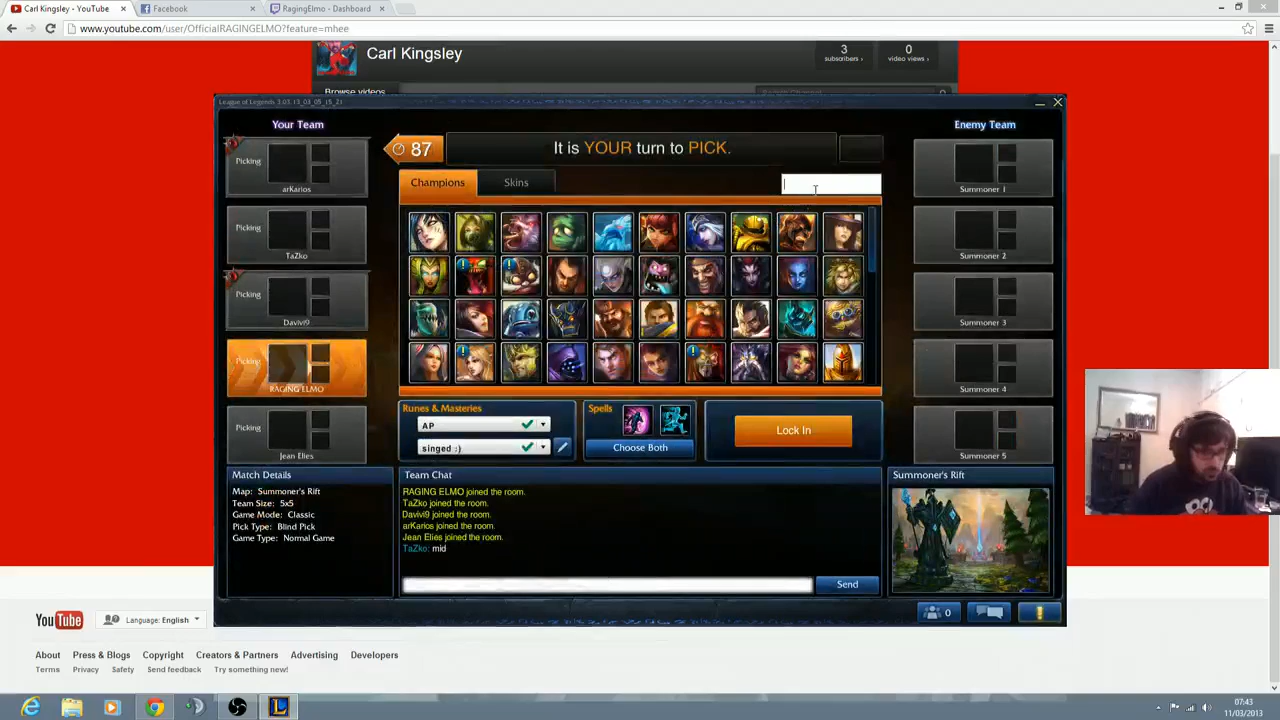 Carl Kingsley - YouTube
Facebook
RagingElmo - Dashboard
www.youtube.com/user/OfficialRAGINGELMO?feature=mhee
Carl Kingsley
3
subscribers ›
0
video views ›
Browse videos
League of Legends
Your Team
Enemy Team
87
It is YOUR turn to PICK.
Champions
Skins
Picking
arKarios
Picking
TaZko
Picking
Davivi9
Picking
RAGING ELMO
Picking
Jean Elies
Summoner 1
Summoner 2
Summoner 3
Summoner 4
Summoner 5
Runes & Masteries
AP
singed :)
Spells
Choose Both
Lock In
Match Details
Map: Summoner's Rift
Team Size: 5x5
Game Mode: Classic
Pick Type: Blind Pick
Game Type: Normal Game
Team Chat
RAGING ELMO joined the room.
TaZko joined the room.
Davivi9 joined the room.
arKarios joined the room.
Jean Elies joined the room.
TaZko: mid
Send
Summoner's Rift
0
YouTube
Language: English
About Press & Blogs Copyright Creators & Partners Advertising Developers
Terms Privacy Safety Send feedback Try something new!
07:43
11/03/2013